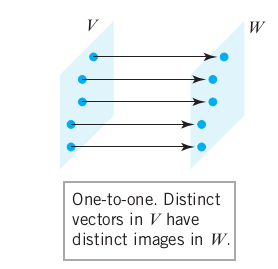 V
W
One-to-one. Distinct
vectors in V have
distinct images in W.